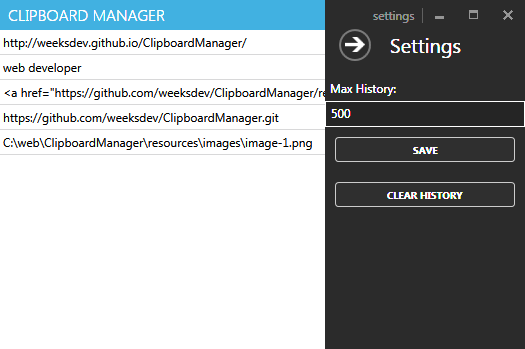 CLIPBOARD MANAGER
settings
http://weeksdev.github.io/ClipboardManager/
web developer
<a href="https://github.com/weeksdev/ClipboardManager/re
https://github.com/weeksdev/ClipboardManager.git
C:\web\ClipboardManager\resources\images\image-1.png
Settings
Max History:
500
SAVE
CLEAR HISTORY